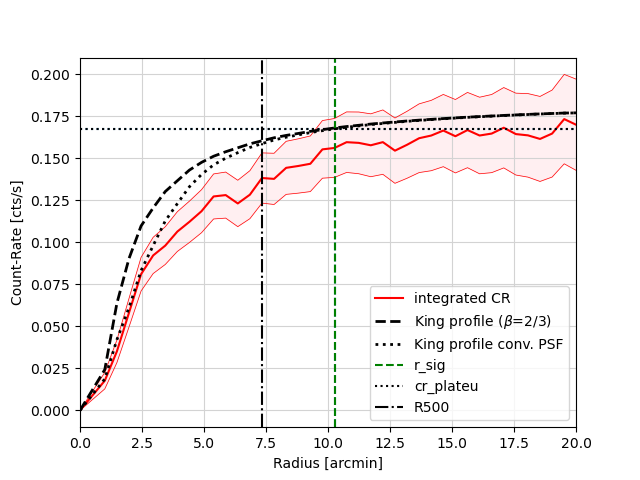 0.200
0.175
0.150
0.125
0.100
0.075
0.050
0.025
0.000
Count-Rate [cts/s]
integrated CR
King profile (β=2/3)
King profile conv. PSF
r_sig
cr_plateu
R500
0.0 2.5 5.0 7.5 10.0 12.5 15.0 17.5 20.0
Radius [arcmin]